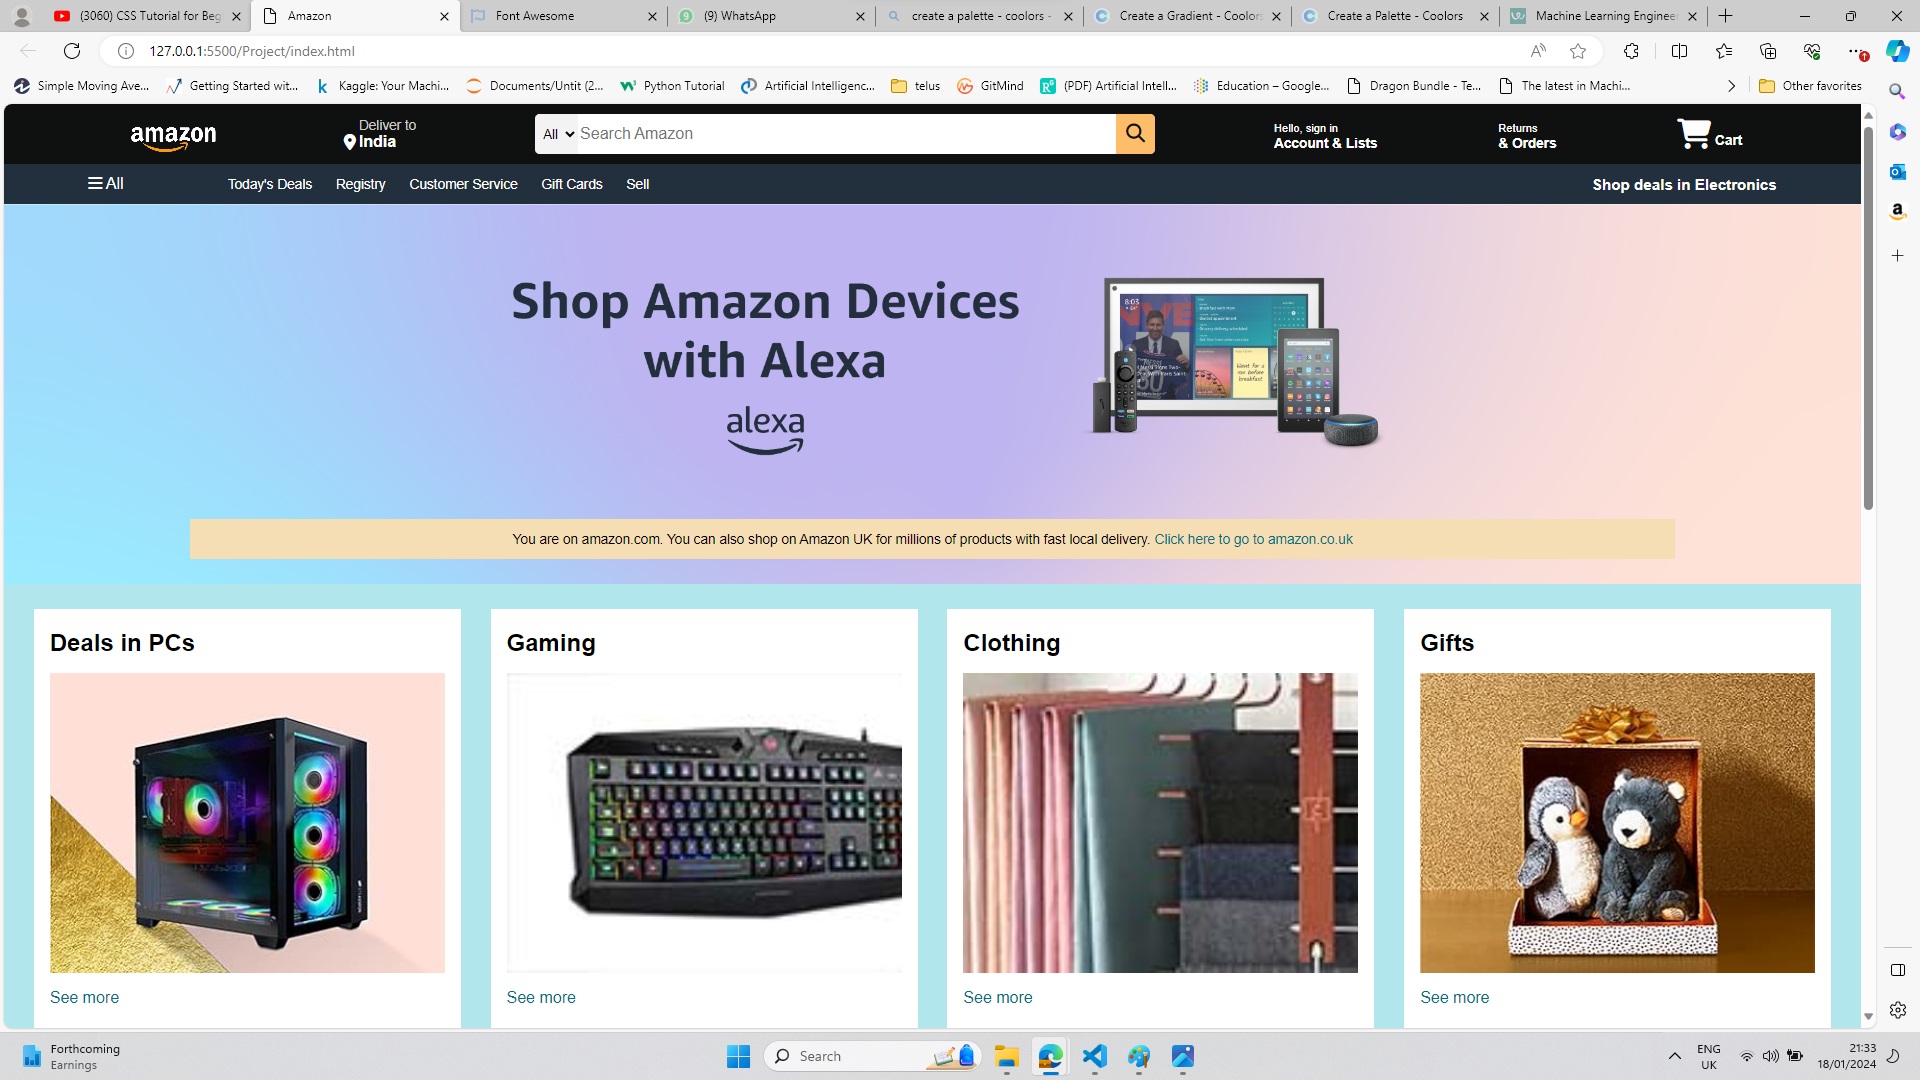 (3060) CSS Tutorial for Beg
Amazon
Font Awesome
(9) WhatsApp
create a palette - coolors -
Create a Gradient - Coolors
Create a Palette - Coolors
Machine Learning Enginee
127.0.0.1:5500/Project/index.html
Simple Moving Ave...
Getting Started wit...
Kaggle: Your Machi...
Documents/Untit (2...
Python Tutorial
Artificial Intelligenc...
telus
GitMind
(PDF) Artificial Intell...
Education – Google...
Dragon Bundle - Te...
The latest in Machi...
Other favorites
amazon
Deliver to
India
All
Search Amazon
Hello, sign in
Account & Lists
Returns
& Orders
Cart
All
Today's Deals
Registry
Customer Service
Gift Cards
Sell
Shop deals in Electronics
Shop Amazon Devices
with Alexa
alexa
8:03
You are on amazon.com. You can also shop on Amazon UK for millions of products with fast local delivery. Click here to go to amazon.co.uk
Deals in PCs
Gaming
Clothing
Gifts
See more
See more
See more
See more
Forthcoming
Earnings
Search
ENG
UK
21:33
18/01/2024